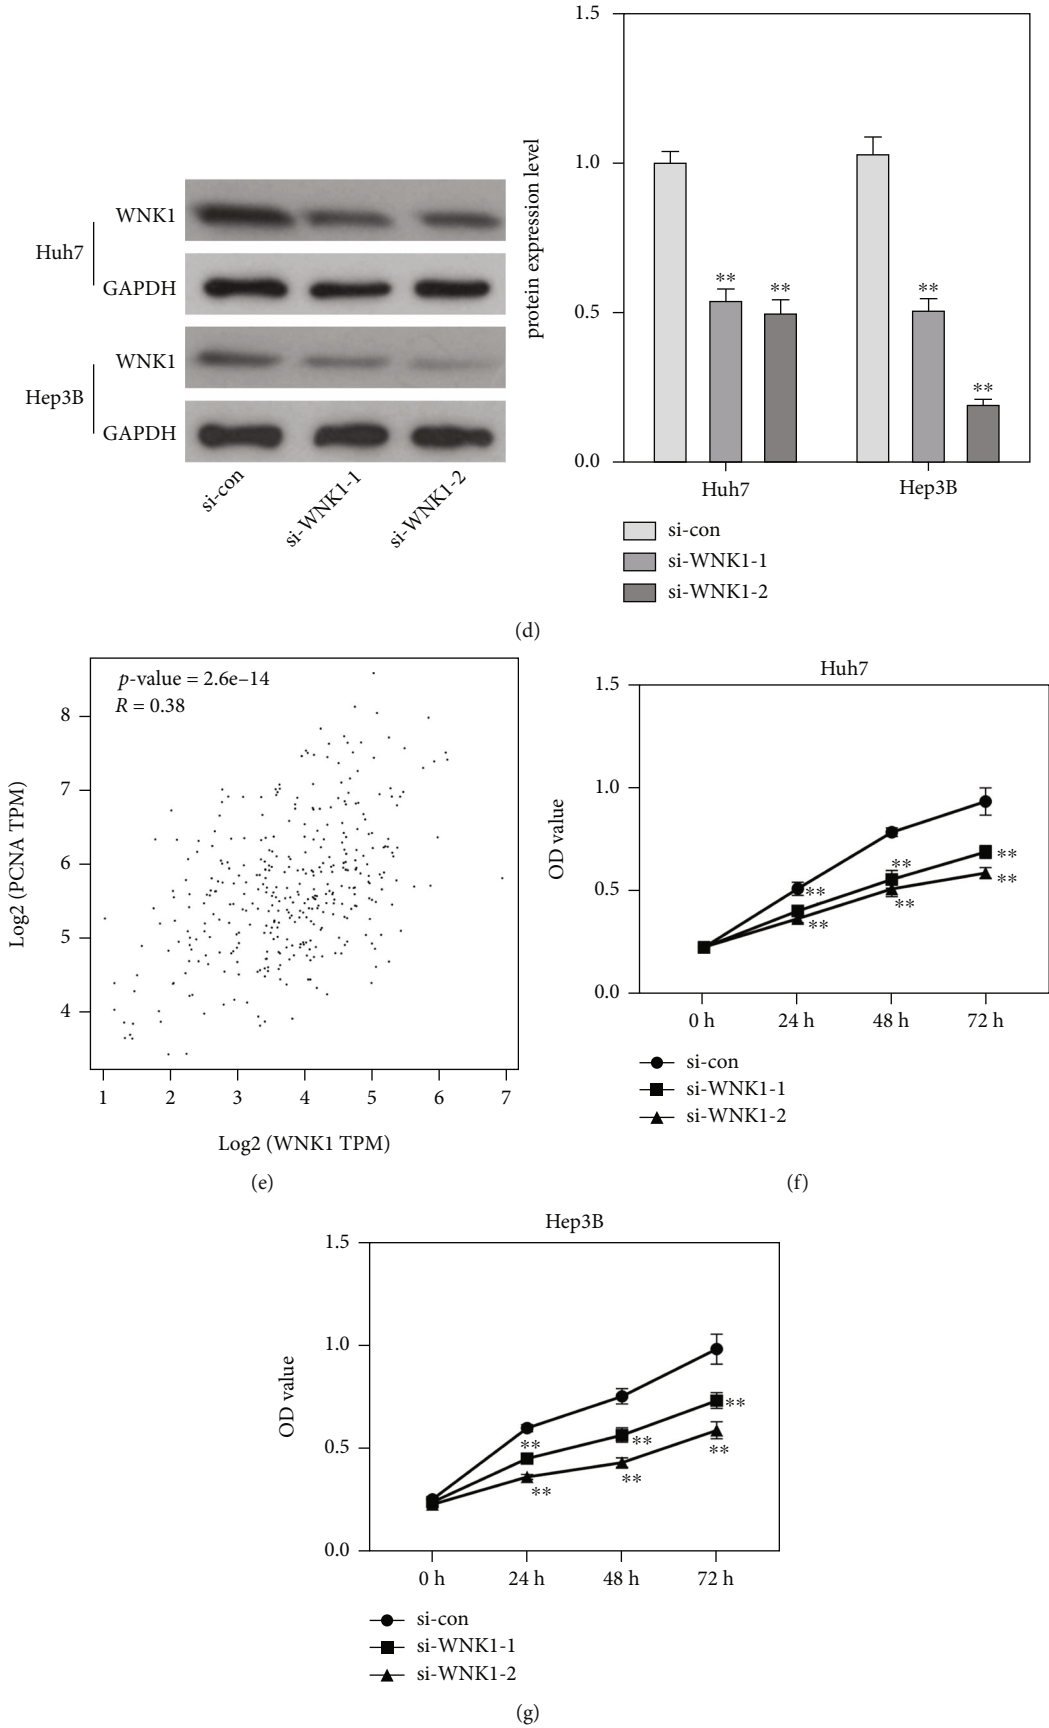 WNK1
Huh7
GAPDH
WNK1
Hep3B
GAPDH
si-con
si-WNK1-1
si-WNK1-2
protein expression level
1.5
1.0
0.5
0.0
**
**
**
**
Huh7
Hep3B
si-con
si-WNK1-1
si-WNK1-2
(d)
p-value = 2.6e–14
R = 0.38
Log2 (PCNA TPM)
8
7
6
5
4
1 2 3 4 5 6 7
Log2 (WNK1 TPM)
(e)
Huh7
OD value
1.5
1.0
0.5
0.0
**
**
**
**
**
**
0 h 24 h 48 h 72 h
si-con
si-WNK1-1
si-WNK1-2
(f)
Hep3B
OD value
1.5
1.0
0.5
0.0
**
**
**
**
**
**
0 h 24 h 48 h 72 h
si-con
si-WNK1-1
si-WNK1-2
(g)